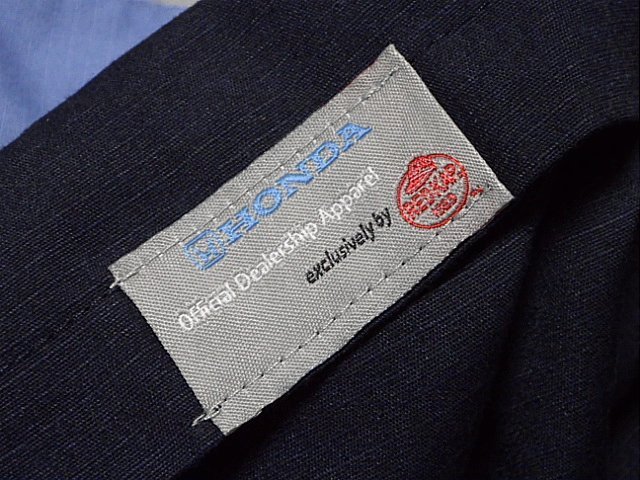 HONDA
Official Dealership Apparel
exclusively by